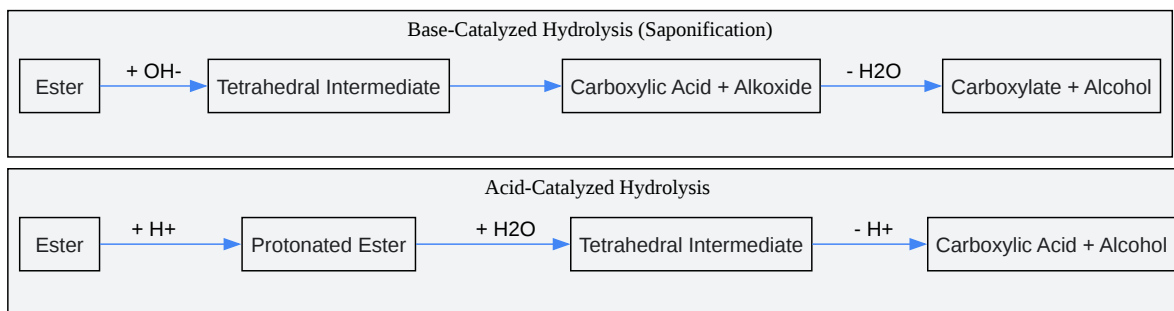 Base-Catalyzed Hydrolysis (Saponification)
Ester
+ OH-
Tetrahedral Intermediate
Carboxylic Acid + Alkoxide
- H2O
Carboxylate + Alcohol
Acid-Catalyzed Hydrolysis
Ester
+ H+
Protonated Ester
+ H2O
Tetrahedral Intermediate
- H+
Carboxylic Acid + Alcohol